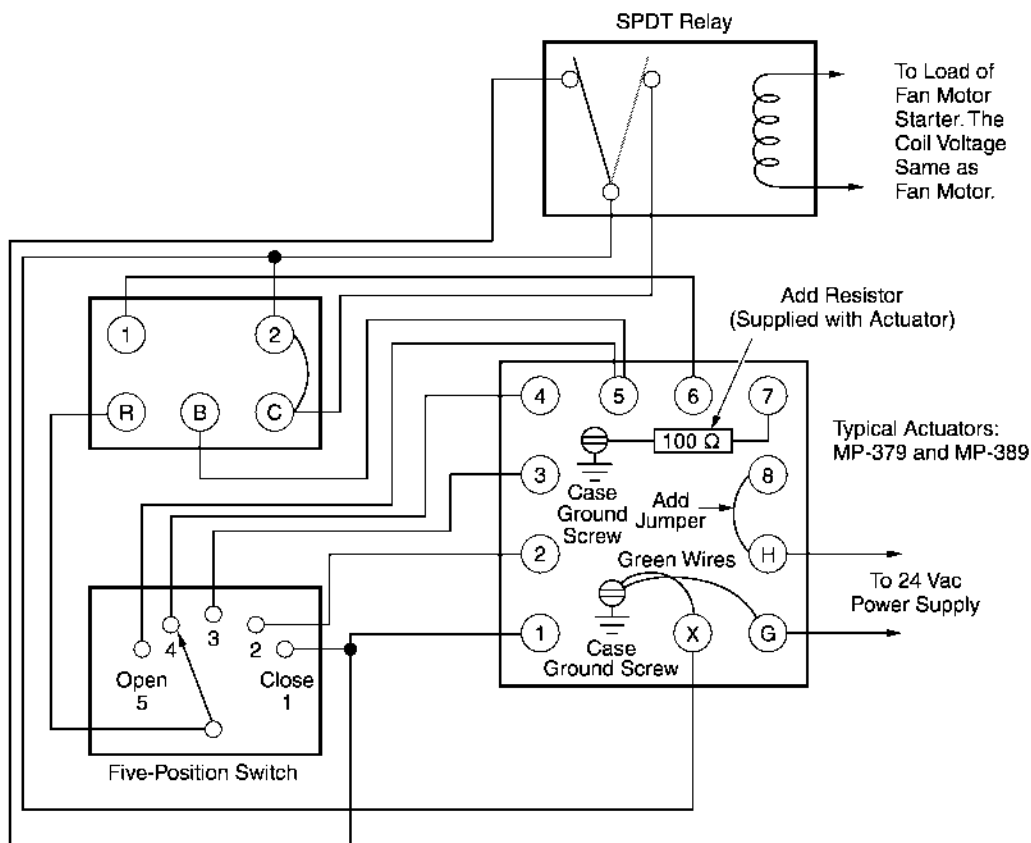 SPDT Relay
To Load of
Fan Motor
Starter. The
Coil Voltage
Same as
Fan Motor.
Add Resistor
(Supplied with Actuator)
1
2
R
B
C
4
5
6
7
100 Ω
Typical Actuators:
MP-379 and MP-389
3
Case
Ground
Screw
Add
Jumper
8
2
Green Wires
H
To 24 Vac
Power Supply
1
Case
Ground Screw
X
G
4
3
2
Open
5
Close
1
Five-Position Switch